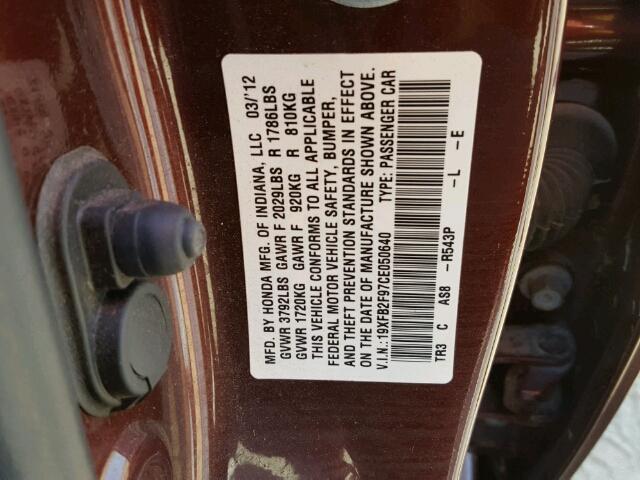 MFD. BY HONDA MFG. OF INDIANA, LLC 03/'12
GVWR 3792LBS GAWR F 2029LBS R 1786LBS
GVWR 1720KG GAWR F 920KG R 810KG
THIS VEHICLE CONFORMS TO ALL APPLICABLE
FEDERAL MOTOR VEHICLE SAFETY, BUMPER,
AND THEFT PREVENTION STANDARDS IN EFFECT
ON THE DATE OF MANUFACTURE SHOWN ABOVE.
V.I.N.:19XFB2F97CE050640 TYPE: PASSENGER CAR
TR3 C AS8 -R543P -L -E